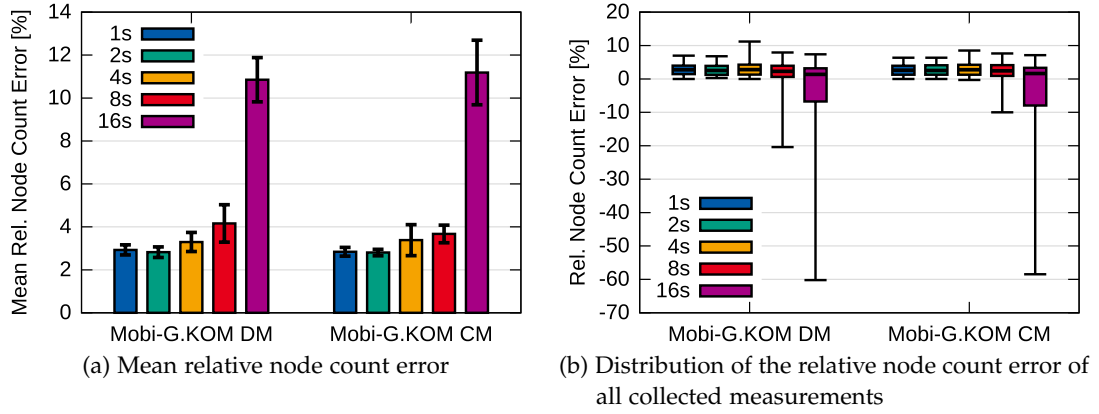 Mean Rel. Node Count Error [%]
14
12
10
8
6
4
2
0
1s
2s
4s
8s
16s
Mobi-G.KOM DM
Mobi-G.KOM CM
(a) Mean relative node count error
Rel. Node Count Error [%]
20
10
0
-10
-20
-30
-40
-50
-60
-70
1s
2s
4s
8s
16s
Mobi-G.KOM DM
Mobi-G.KOM CM
(b) Distribution of the relative node count error of
all collected measurements